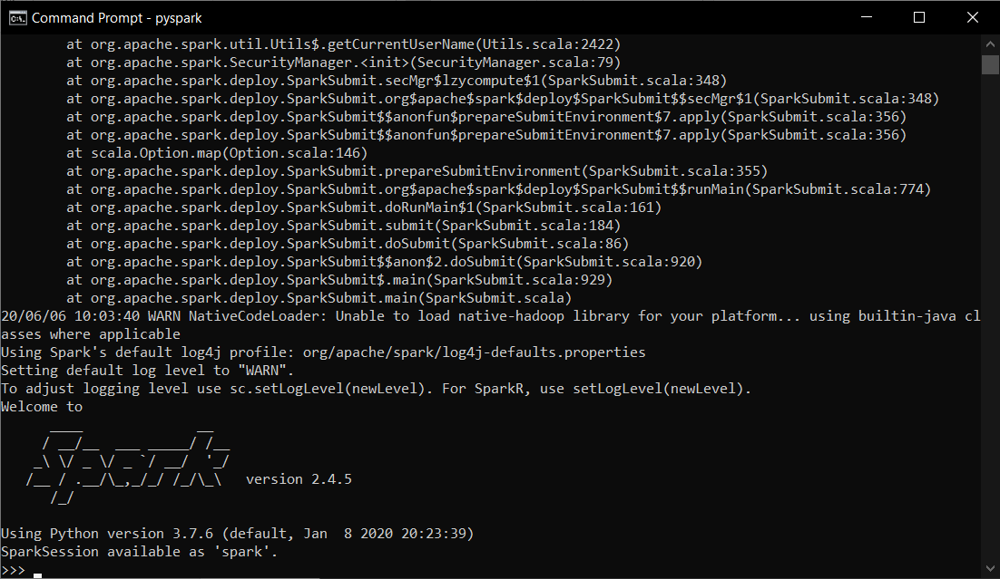 Command Prompt - pyspark
        at org.apache.spark.util.Utils$.getCurrentUserName(Utils.scala:2422)
        at org.apache.spark.SecurityManager.<init>(SecurityManager.scala:79)
        at org.apache.spark.deploy.SparkSubmit.secMgr$lzycompute$1(SparkSubmit.scala:348)
        at org.apache.spark.deploy.SparkSubmit.org$apache$spark$deploy$SparkSubmit$$secMgr$1(SparkSubmit.scala:348)
        at org.apache.spark.deploy.SparkSubmit$$anonfun$prepareSubmitEnvironment$7.apply(SparkSubmit.scala:356)
        at org.apache.spark.deploy.SparkSubmit$$anonfun$prepareSubmitEnvironment$7.apply(SparkSubmit.scala:356)
        at scala.Option.map(Option.scala:146)
        at org.apache.spark.deploy.SparkSubmit.prepareSubmitEnvironment(SparkSubmit.scala:355)
        at org.apache.spark.deploy.SparkSubmit.org$apache$spark$deploy$SparkSubmit$$runMain(SparkSubmit.scala:774)
        at org.apache.spark.deploy.SparkSubmit.doRunMain$1(SparkSubmit.scala:161)
        at org.apache.spark.deploy.SparkSubmit.submit(SparkSubmit.scala:184)
        at org.apache.spark.deploy.SparkSubmit.doSubmit(SparkSubmit.scala:86)
        at org.apache.spark.deploy.SparkSubmit$$anon$2.doSubmit(SparkSubmit.scala:920)
        at org.apache.spark.deploy.SparkSubmit$.main(SparkSubmit.scala:929)
        at org.apache.spark.deploy.SparkSubmit.main(SparkSubmit.scala)
20/06/06 10:03:40 WARN NativeCodeLoader: Unable to load native-hadoop library for your platform... using builtin-java cl
asses where applicable
Using Spark's default log4j profile: org/apache/spark/log4j-defaults.properties
Setting default log level to "WARN".
To adjust logging level use sc.setLogLevel(newLevel). For SparkR, use setLogLevel(newLevel).
Welcome to
      ____              __
     / __/__  ___ _____/ /__
    _\ \/ _ \/ _ `/ __/  '_/
   /__ / .__/\_,_/_/ /_/\_\   version 2.4.5
      /_/
Using Python version 3.7.6 (default, Jan  8 2020 20:23:39)
SparkSession available as 'spark'.
>>>